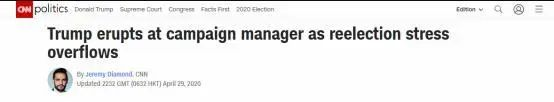 CNN politics Donald Trump Supreme Court Congress Facts First 2020 Election Edition
Trump erupts at campaign manager as reelection stress
overflows
By Jeremy Diamond, CNN
Updated 2232 GMT (0632 HKT) April 29, 2020